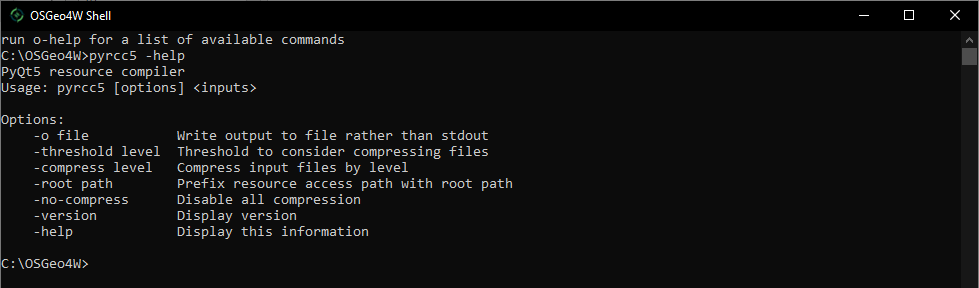 OSGeo4W Shell
run o-help for a list of available commands
C:\OSGeo4W>pyrcc5 -help
PyQt5 resource compiler
Usage: pyrcc5 [options] <inputs>

Options:
    -o file           Write output to file rather than stdout
    -threshold level  Threshold to consider compressing files
    -compress level   Compress input files by level
    -root path        Prefix resource access path with root path
    -no-compress      Disable all compression
    -version          Display version
    -help             Display this information

C:\OSGeo4W>